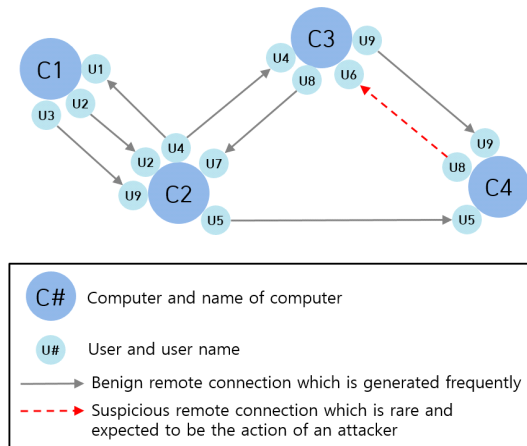 C1
U1
U2
U3
U2
U4
U9
C2
U7
U5
U4
C3
U9
U8
U6
U9
U8
C4
U5
C# Computer and name of computer
U# User and user name
Benign remote connection which is generated frequently
Suspicious remote connection which is rare and
expected to be the action of an attacker